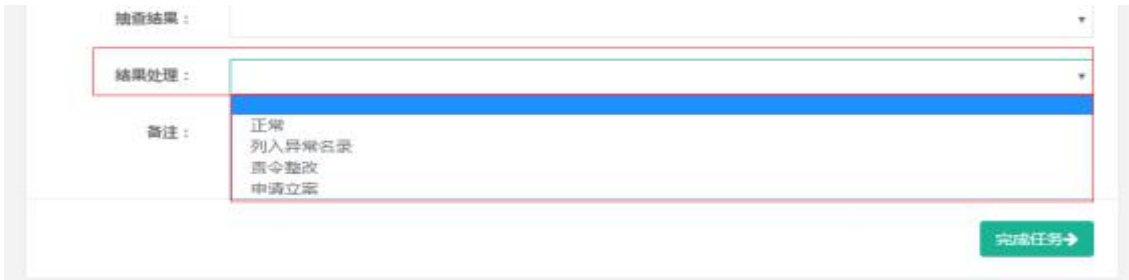 抽查结果：
结果处理：
正常
备注：
列入异常名录
责令整改
申请立案
完成任务